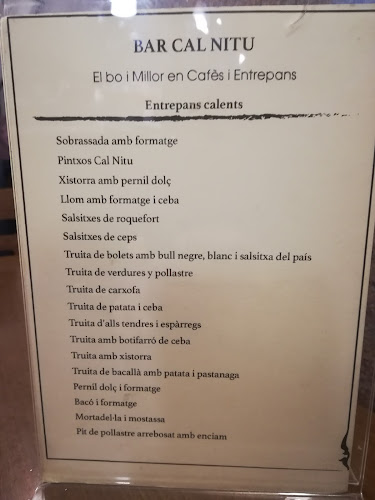 BAR CAL NITU
El bo i Millor en Cafès i Entrepans
Entrepans calents
Sobrassada amb formatge
Pintxos Cal Nitu
Xistorra amb pernil dolç
Llom amb formatge i ceba
Salsitxes de roquefort
Salsitxes de ceps
Truita de bolets amb bull negre, blanc i salsitxa del país
Truita de verdures y pollastre
Truita de carxofa
Truita de patata i ceba
Truita d'alls tendres i espàrregs
Truita amb botifarró de ceba
Truita amb xistorra
Truita de bacallà amb patata i pastanaga
Pernil dolç i formatge
Bacó i formatge
Mortadel·la i mostassa
Pit de pollastre arrebosat amb enciam